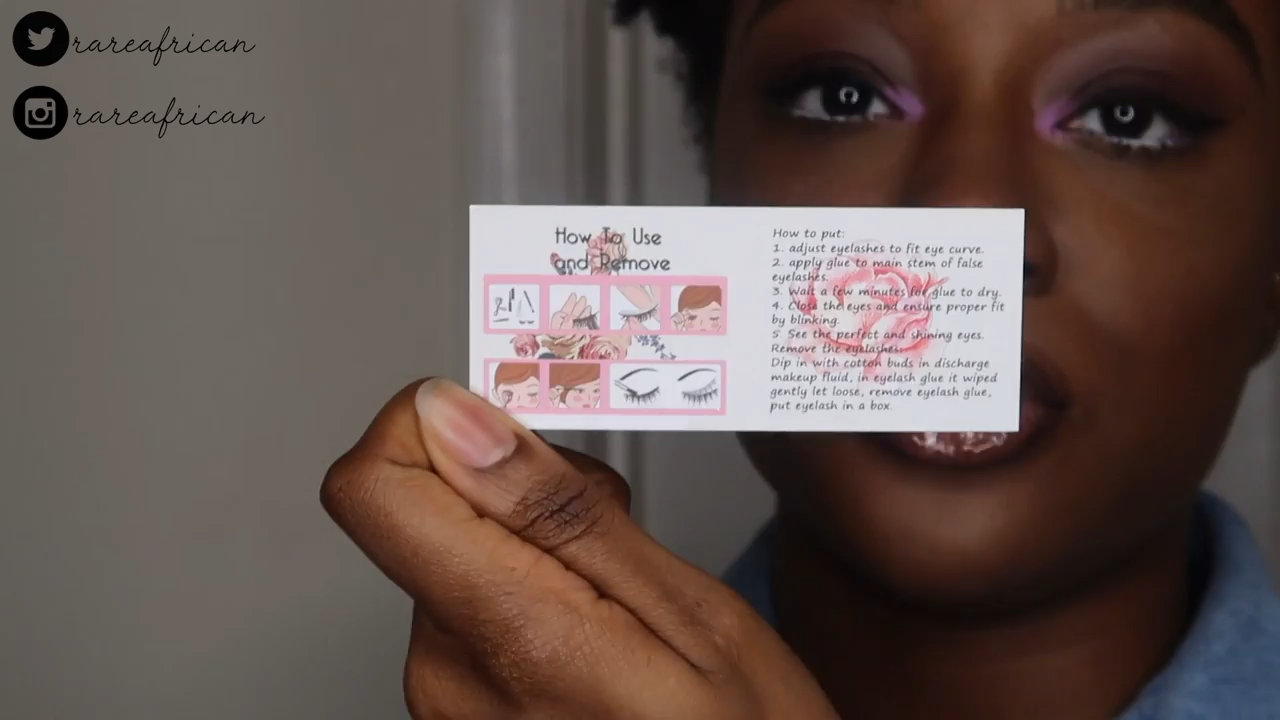 rareafrican
rareafrican
How To Use
and Remove
How to put:
1. adjust eyelashes to fit eye curve.
2. apply glue to main stem of false
eyelashes.
3. Wait a few minutes for glue to dry.
4. Close the eyes and ensure proper fit
by blinking.
5. See the perfect and shining eyes.
Remove the eyelashes:
Dip in with cotton buds in discharge
makeup fluid, in eyelash glue it wiped
gently let loose, remove eyelash glue,
put eyelash in a box.